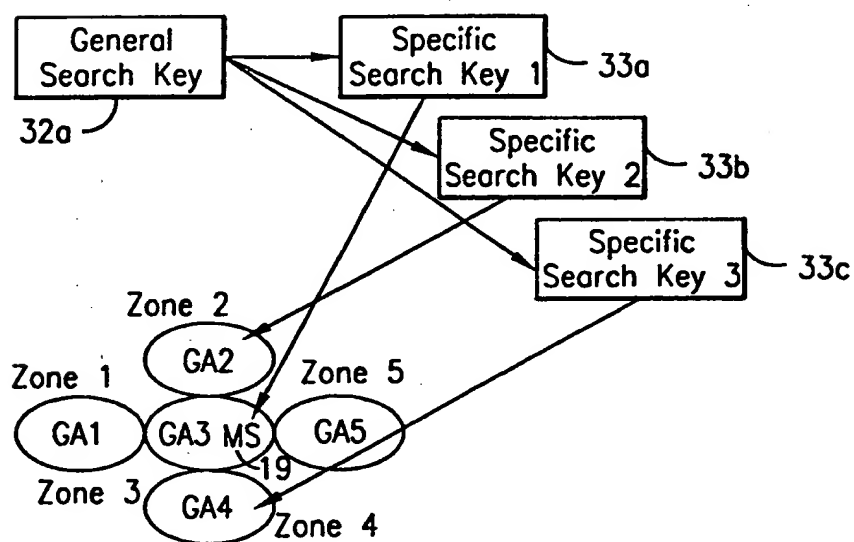 General
Search Key
32a
Specific
Search Key 1
33a
Specific
Search Key 2
33b
Specific
Search Key 3
33c
Zone 2
GA2
Zone 1
Zone 5
GA1
GA3 MS
GA5
19
Zone 3
GA4
Zone 4